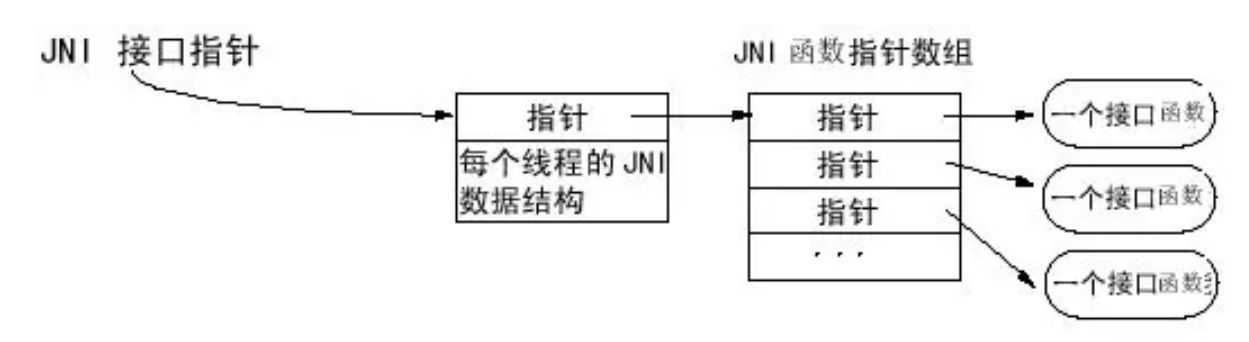 JNI 接口指针
JNI 函数指针数组
指针
每个线程的 JNI
数据结构
指针
指针
指针
...
一个接口函数
一个接口函数
一个接口函数